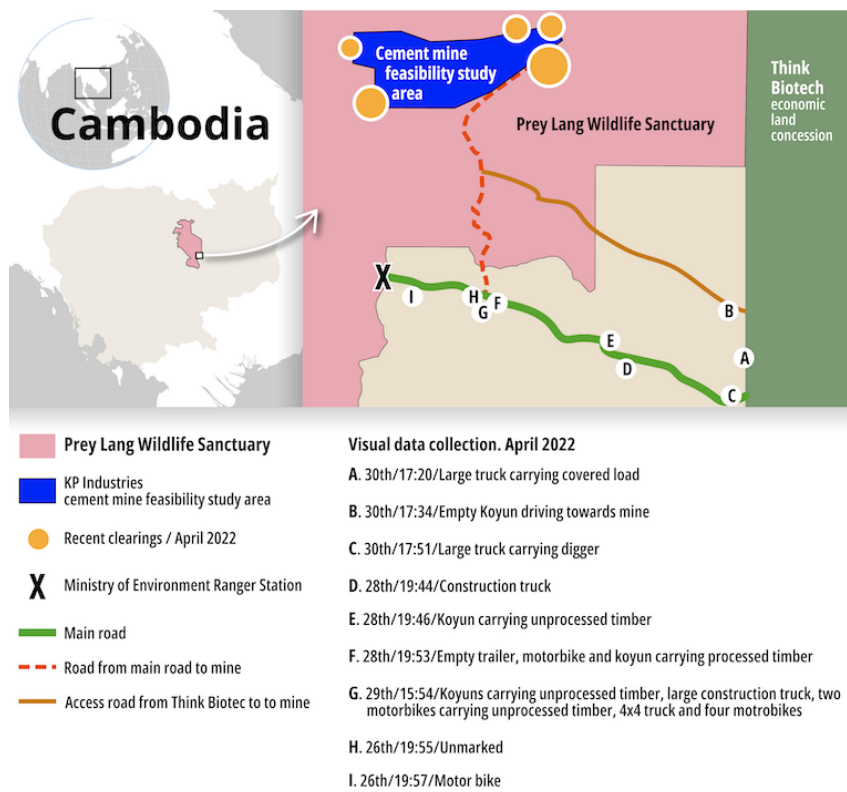 Cambodia
Cement mine
feasibility study
area
Prey Lang Wildlife Sanctuary
Think
Biotech
economic
land
concession
X
I
H
G
F
E
D
B
A
C
Prey Lang Wildlife Sanctuary
KP Industries
cement mine feasibility study area
Recent clearings / April 2022
X Ministry of Environment Ranger Station
Main road
Road from main road to mine
Access road from Think Biotec to to mine
Visual data collection. April 2022
A. 30th/17:20/Large truck carrying covered load
B. 30th/17:34/Empty Koyun driving towards mine
C. 30th/17:51/Large truck carrying digger
D. 28th/19:44/Construction truck
E. 28th/19:46/Koyun carrying unprocessed timber
F. 28th/19:53/Empty trailer, motorbike and koyun carrying processed timber
G. 29th/15:54/Koyuns carrying unprocessed timber, large construction truck, two
motorbikes carrying unprocessed timber, 4x4 truck and four motrobikes
H. 26th/19:55/Unmarked
I. 26th/19:57/Motor bike